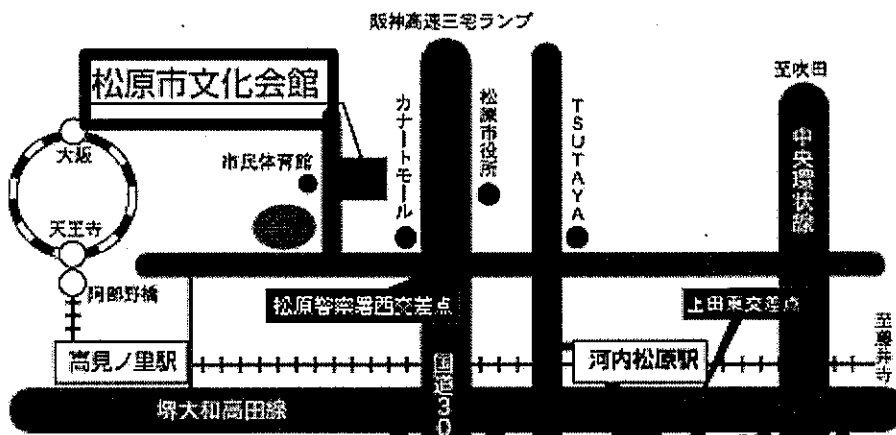 阪神高速三宅ランプ
松原市文化会館
至吹田
大阪
市民体育館
カナートモール
松原市役所
TSUTAYA
中央環状線
天王寺
阿部野橋
松原警察署西交差点
上田東交差点
高見ノ里駅
河内松原駅
国道30
堺大和高田線